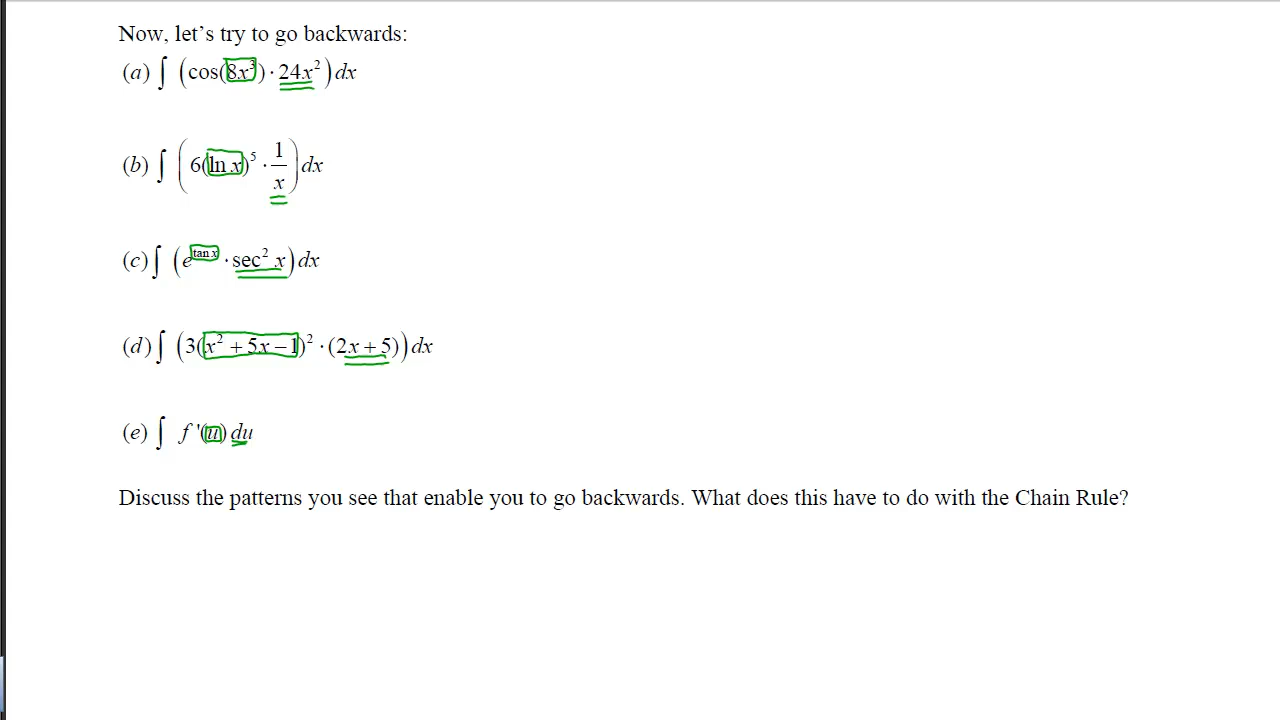 Now, let’s try to go backwards:
(a) ∫ (cos(8x³) · 24x²) dx
(b) ∫ (6(ln x)⁵ · 1/x) dx
(c) ∫ (e^(tan x) · sec² x) dx
(d) ∫ (3(x² + 5x − 1)² · (2x + 5)) dx
(e) ∫ f '(u) du
Discuss the patterns you see that enable you to go backwards. What does this have to do with the Chain Rule?